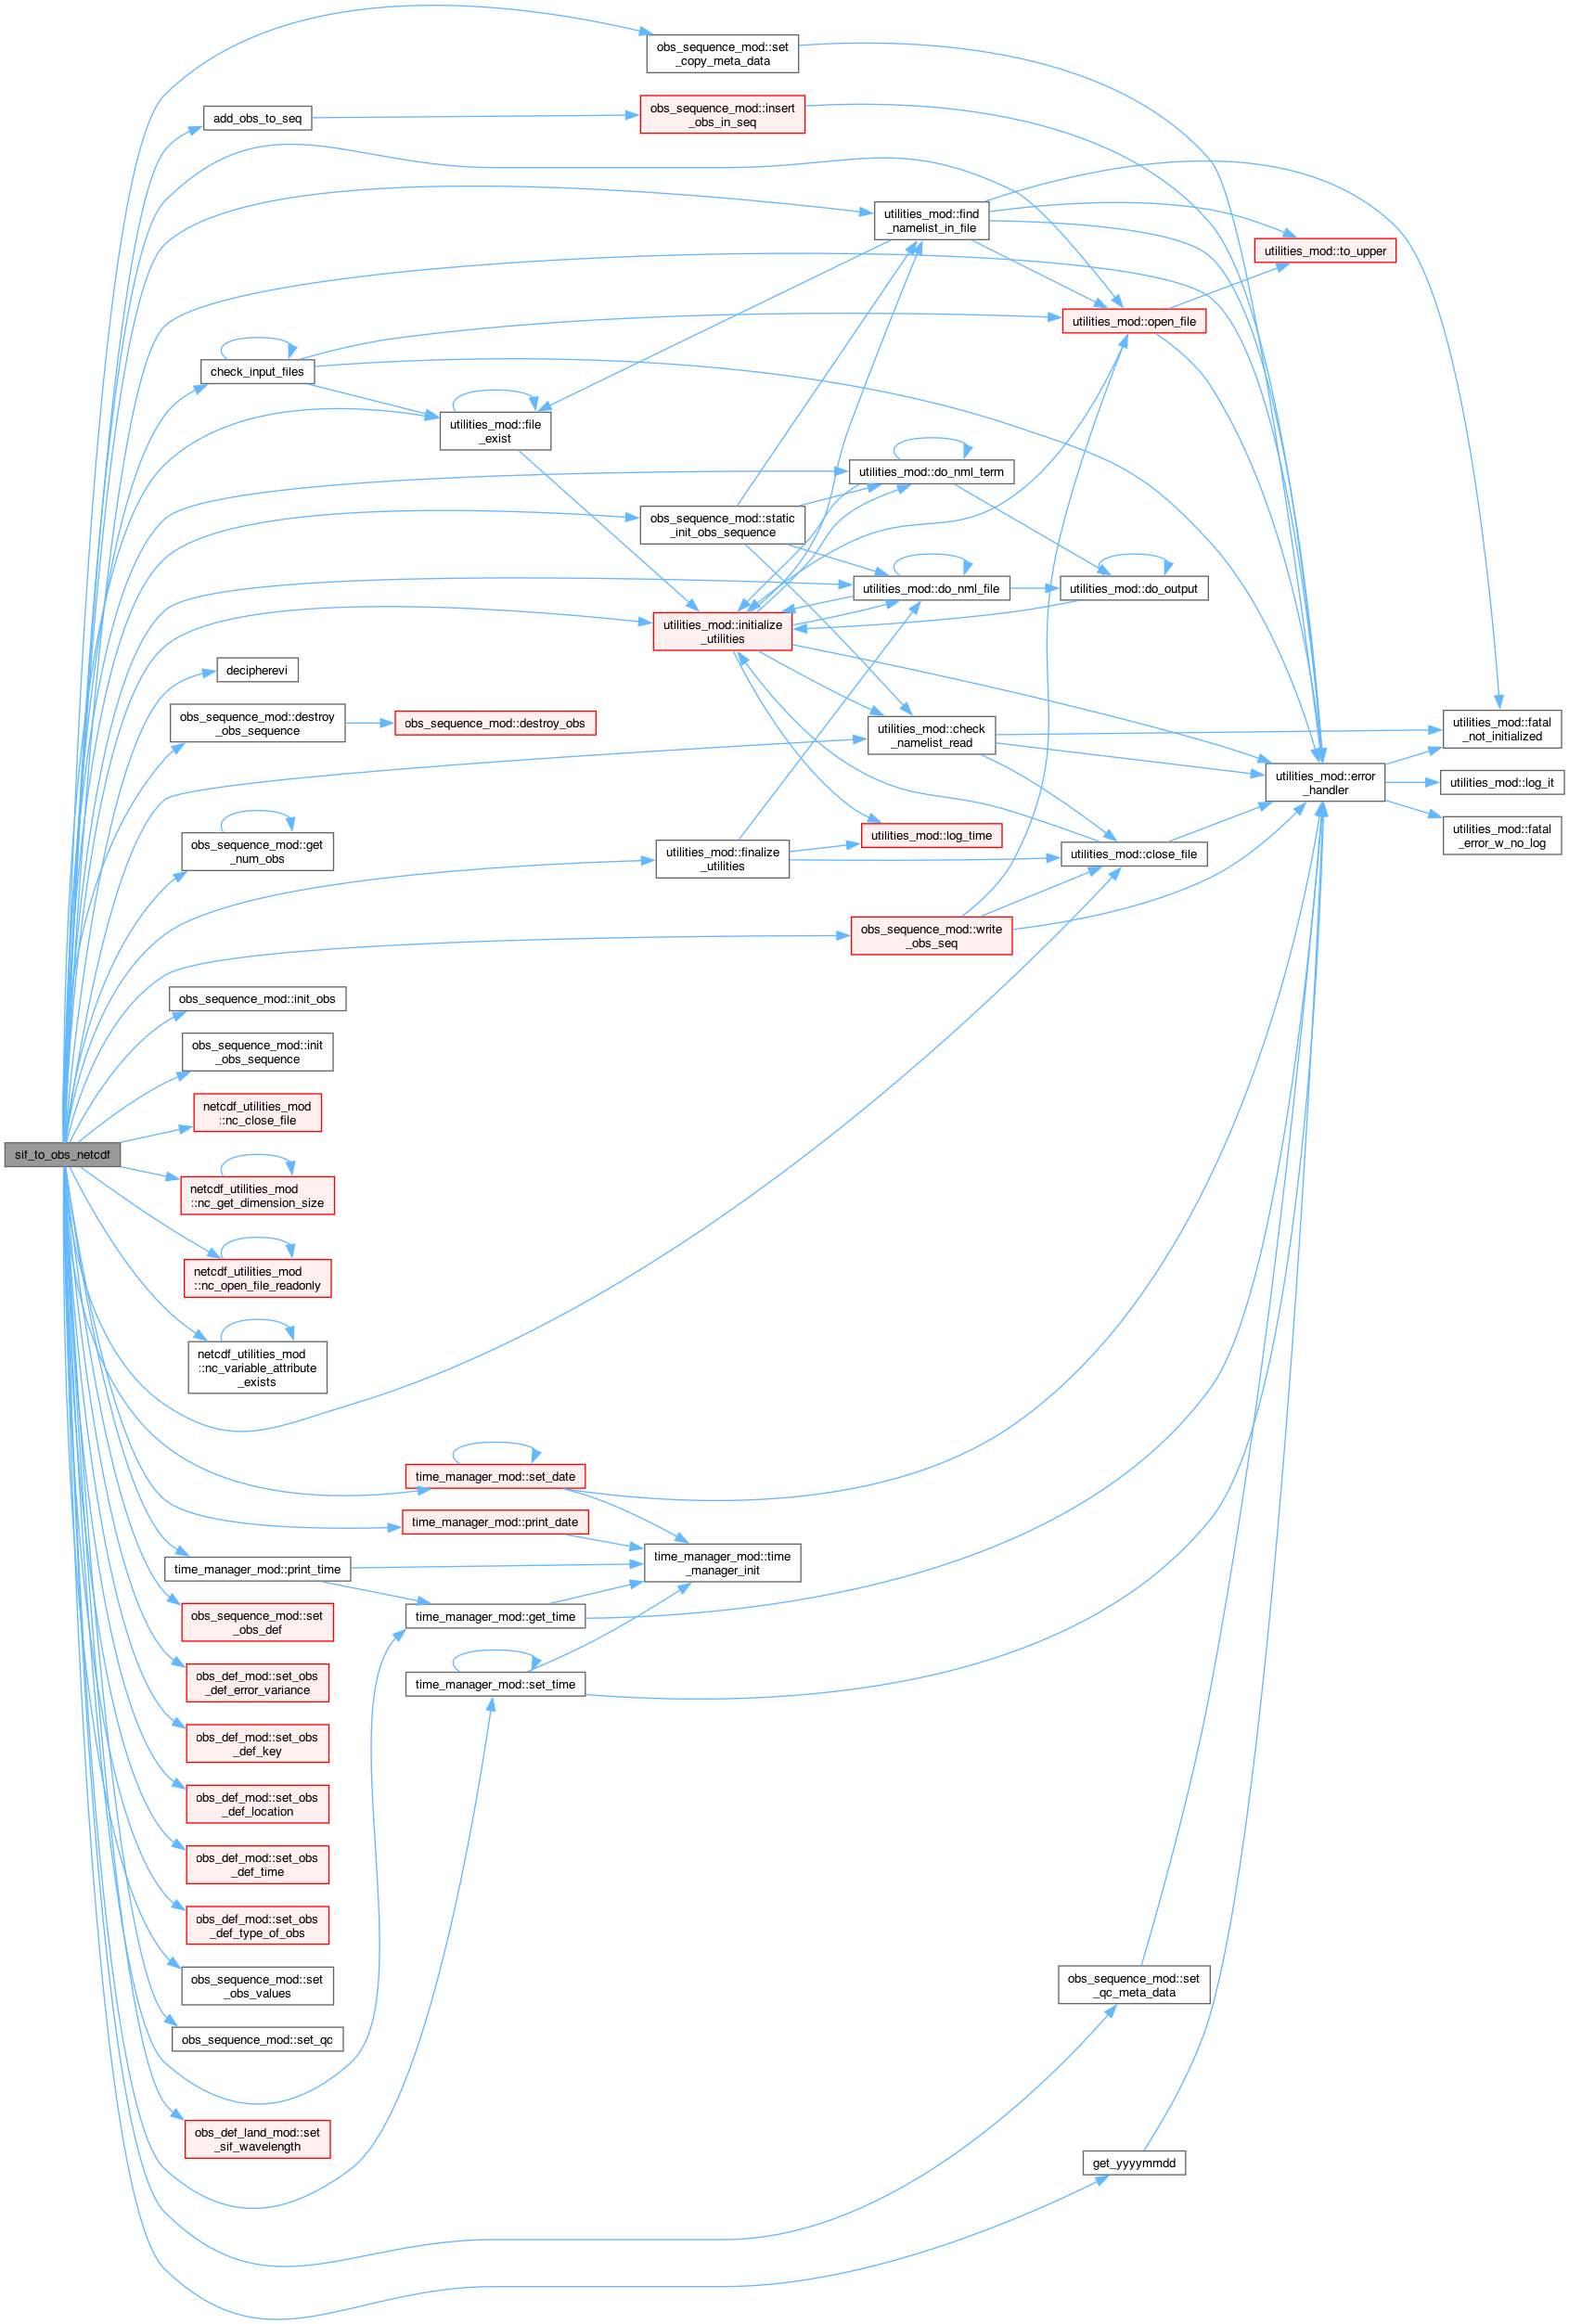 obs_sequence_mod::set
_copy_meta_data
add_obs_to_seq
obs_sequence_mod::insert
_obs_in_seq
utilities_mod::find
_namelist_in_file
utilities_mod::to_upper
utilities_mod::open_file
check_input_files
utilities_mod::file
_exist
utilities_mod::do_nml_term
obs_sequence_mod::static
_init_obs_sequence
utilities_mod::do_nml_file
utilities_mod::do_output
utilities_mod::initialize
_utilities
decipherevi
obs_sequence_mod::destroy
_obs_sequence
obs_sequence_mod::destroy_obs
utilities_mod::check
_namelist_read
utilities_mod::fatal
_not_initialized
utilities_mod::error
_handler
utilities_mod::log_it
utilities_mod::fatal
_error_w_no_log
obs_sequence_mod::get
_num_obs
utilities_mod::log_time
utilities_mod::finalize
_utilities
utilities_mod::close_file
obs_sequence_mod::write
_obs_seq
obs_sequence_mod::init_obs
obs_sequence_mod::init
_obs_sequence
netcdf_utilities_mod
::nc_close_file
sif_to_obs_netcdf
netcdf_utilities_mod
::nc_get_dimension_size
netcdf_utilities_mod
::nc_open_file_readonly
netcdf_utilities_mod
::nc_variable_attribute
_exists
time_manager_mod::set_date
time_manager_mod::print_date
time_manager_mod::time
_manager_init
time_manager_mod::print_time
time_manager_mod::get_time
obs_sequence_mod::set
_obs_def
time_manager_mod::set_time
obs_def_mod::set_obs
_def_error_variance
obs_def_mod::set_obs
_def_key
obs_def_mod::set_obs
_def_location
obs_def_mod::set_obs
_def_time
obs_def_mod::set_obs
_def_type_of_obs
obs_sequence_mod::set
_obs_values
obs_sequence_mod::set
_qc_meta_data
obs_sequence_mod::set_qc
obs_def_land_mod::set
_sif_wavelength
get_yyyymmdd